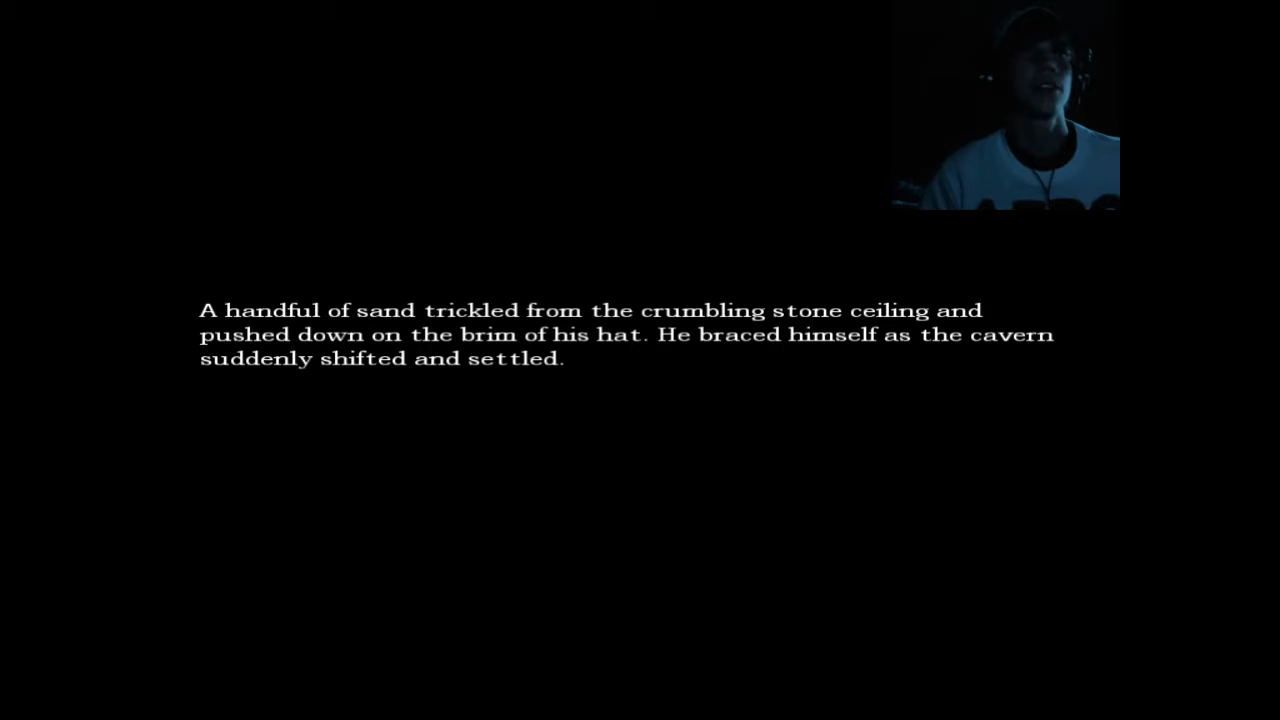 A handful of sand trickled from the crumbling stone ceiling and
pushed down on the brim of his hat. He braced himself as the cavern
suddenly shifted and settled.